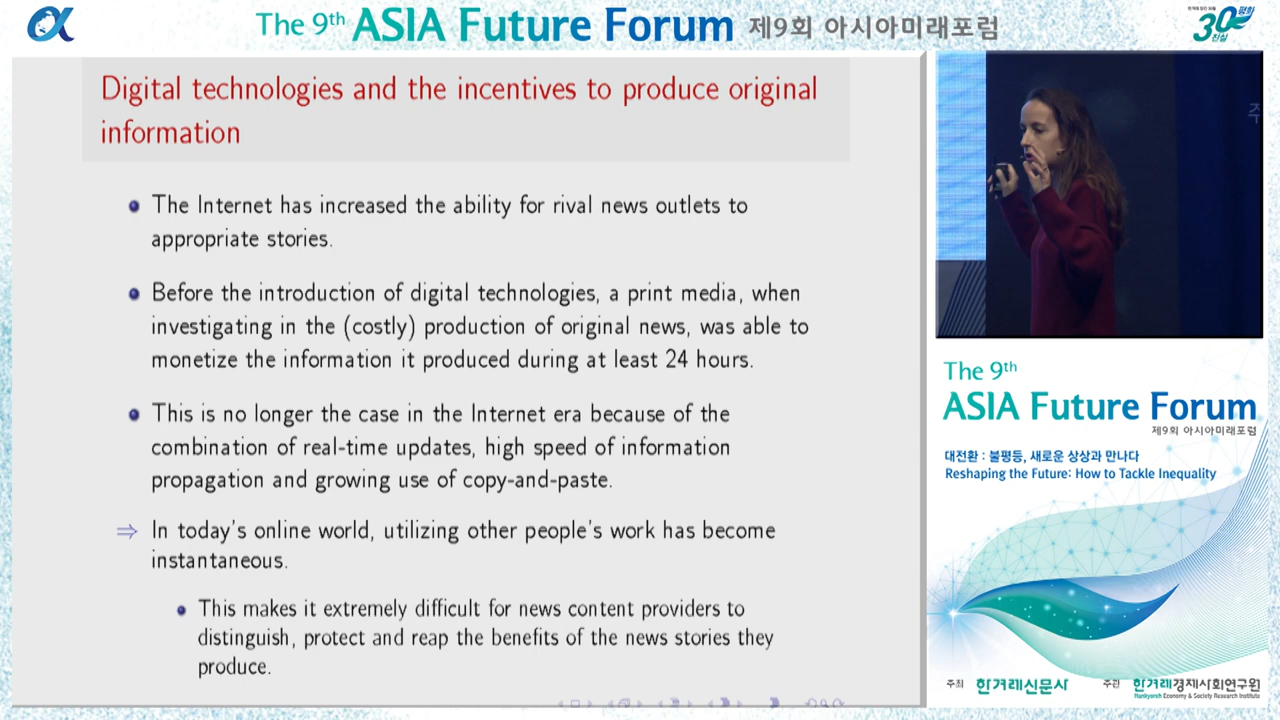 The 9th ASIA Future Forum 제9회 아시아미래포럼
30 평화
진실
Digital technologies and the incentives to produce original
information
The Internet has increased the ability for rival news outlets to
appropriate stories.
Before the introduction of digital technologies, a print media, when
investigating in the (costly) production of original news, was able to
monetize the information it produced during at least 24 hours.
This is no longer the case in the Internet era because of the
combination of real-time updates, high speed of information
propagation and growing use of copy-and-paste.
⇒ In today's online world, utilizing other people's work has become
instantaneous.
This makes it extremely difficult for news content providers to
distinguish, protect and reap the benefits of the news stories they
produce.
주
The 9th
ASIA Future Forum
제9회 아시아미래포럼
대전환 : 불평등, 새로운 상상과 만나다
Reshaping the Future: How to Tackle Inequality
주최 한겨레신문사 주관 한겨레경제사회연구원
Hankyoreh Economy & Society Research Institute